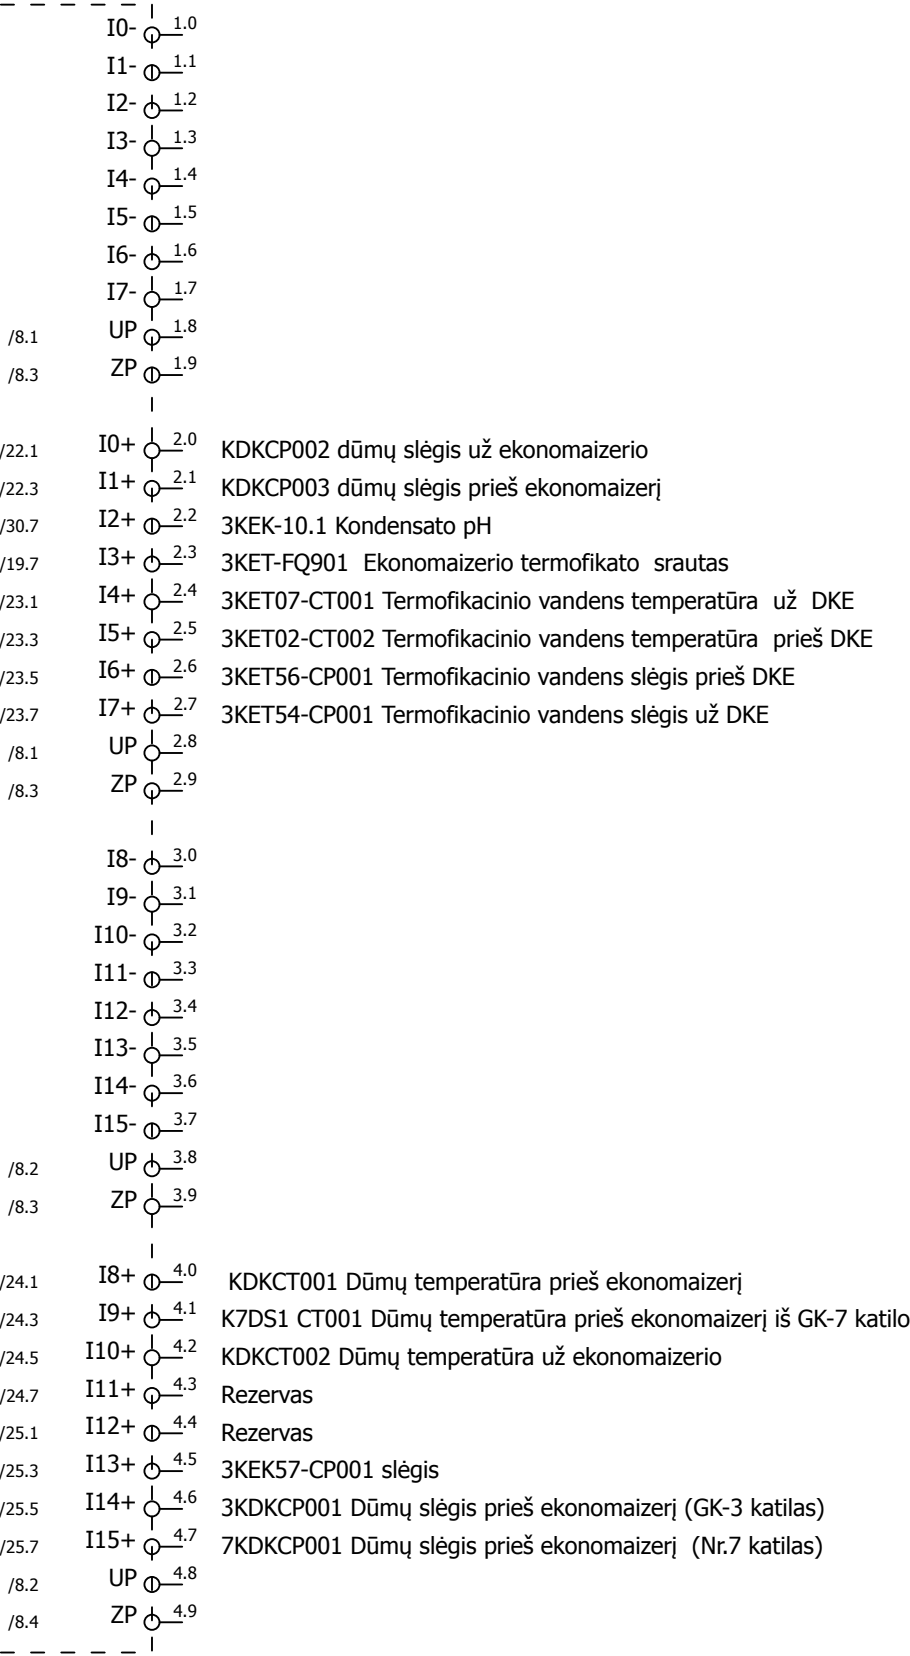 I0- 1.0
I1- 1.1
I2- 1.2
I3- 1.3
I4- 1.4
I5- 1.5
I6- 1.6
I7- 1.7
/8.1 UP 1.8
/8.3 ZP 1.9
/22.1 I0+ 2.0 KDKCP002 dūmų slėgis už ekonomaizerio
/22.3 I1+ 2.1 KDKCP003 dūmų slėgis prieš ekonomaizerį
/30.7 I2+ 2.2 3KEK-10.1 Kondensato pH
/19.7 I3+ 2.3 3KET-FQ901 Ekonomaizerio termofikato srautas
/23.1 I4+ 2.4 3KET07-CT001 Termofikacinio vandens temperatūra už DKE
/23.3 I5+ 2.5 3KET02-CT002 Termofikacinio vandens temperatūra prieš DKE
/23.5 I6+ 2.6 3KET56-CP001 Termofikacinio vandens slėgis prieš DKE
/23.7 I7+ 2.7 3KET54-CP001 Termofikacinio vandens slėgis už DKE
/8.1 UP 2.8
/8.3 ZP 2.9
I8- 3.0
I9- 3.1
I10- 3.2
I11- 3.3
I12- 3.4
I13- 3.5
I14- 3.6
I15- 3.7
/8.2 UP 3.8
/8.3 ZP 3.9
/24.1 I8+ 4.0 KDKCT001 Dūmų temperatūra prieš ekonomaizerį
/24.3 I9+ 4.1 K7DS1 CT001 Dūmų temperatūra prieš ekonomaizerį iš GK-7 katilo
/24.5 I10+ 4.2 KDKCT002 Dūmų temperatūra už ekonomaizerio
/24.7 I11+ 4.3 Rezervas
/25.1 I12+ 4.4 Rezervas
/25.3 I13+ 4.5 3KEK57-CP001 slėgis
/25.5 I14+ 4.6 3KDKCP001 Dūmų slėgis prieš ekonomaizerį (GK-3 katilas)
/25.7 I15+ 4.7 7KDKCP001 Dūmų slėgis prieš ekonomaizerį (Nr.7 katilas)
/8.2 UP 4.8
/8.4 ZP 4.9